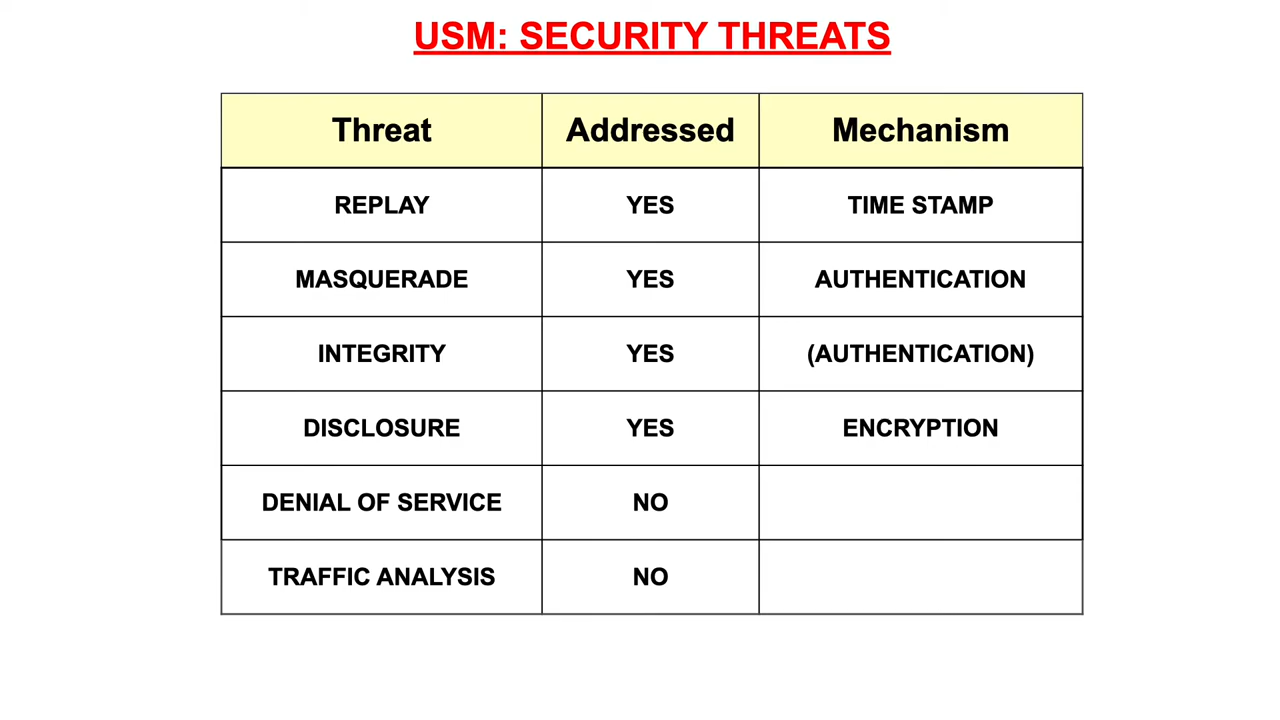 USM: SECURITY THREATS
Threat Addressed Mechanism
REPLAY YES TIME STAMP
MASQUERADE YES AUTHENTICATION
INTEGRITY YES (AUTHENTICATION)
DISCLOSURE YES ENCRYPTION
DENIAL OF SERVICE NO
TRAFFIC ANALYSIS NO